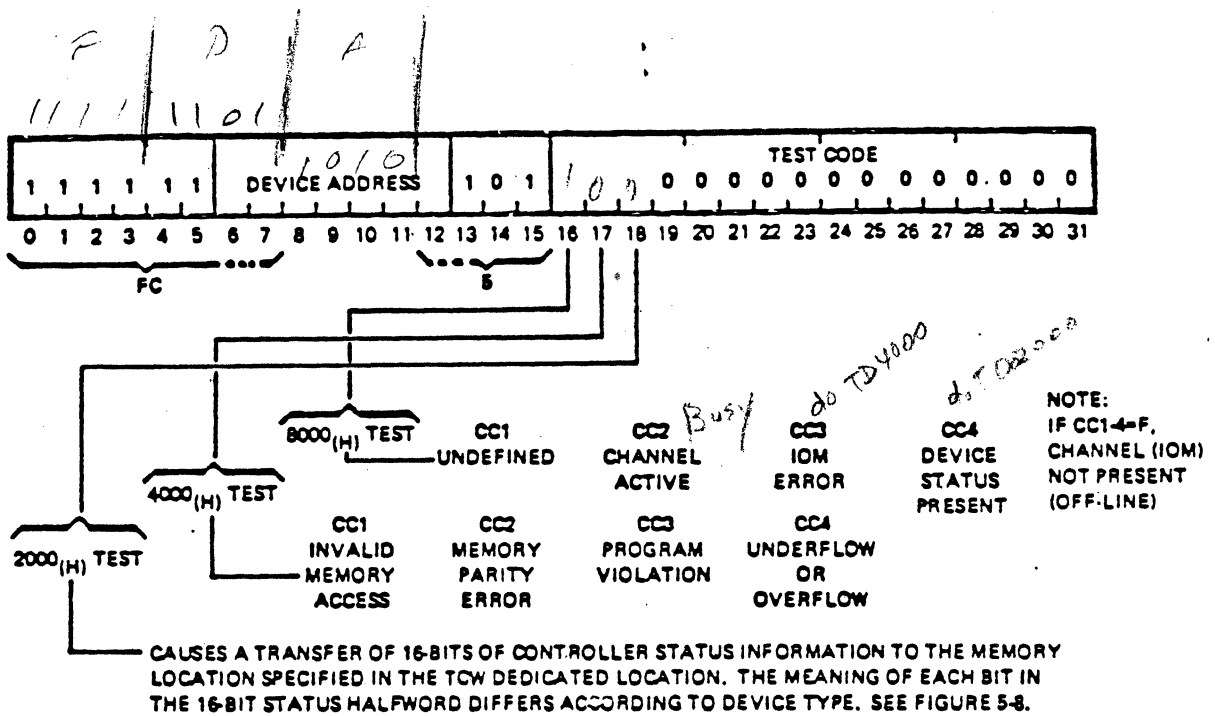 F D A
1111 1101
1010
TEST CODE
1 1 1 1 1 1 DEVICE ADDRESS 1 0 1 1 0 0 0 0 0 0 0 0 0 0 0 0 0 0 0 0
0 1 2 3 4 5 6 7 8 9 10 11 12 13 14 15 16 17 18 19 20 21 22 23 24 25 26 27 28 29 30 31
FC 5
Busy do TD4000
8000(H) TEST
CC1
UNDEFINED
CC2
CHANNEL
ACTIVE
CC3
IOM
ERROR
CC4
DEVICE
STATUS
PRESENT
NOTE:
IF CC1-4=F,
CHANNEL (IOM)
NOT PRESENT
(OFF-LINE)
4000(H) TEST
CC1
INVALID
MEMORY
ACCESS
CC2
MEMORY
PARITY
ERROR
CC3
PROGRAM
VIOLATION
CC4
UNDERFLOW
OR
OVERFLOW
2000(H) TEST
CAUSES A TRANSFER OF 16-BITS OF CONTROLLER STATUS INFORMATION TO THE MEMORY
LOCATION SPECIFIED IN THE TCW DEDICATED LOCATION. THE MEANING OF EACH BIT IN
THE 16-BIT STATUS HALFWORD DIFFERS ACCORDING TO DEVICE TYPE. SEE FIGURE 5-8.